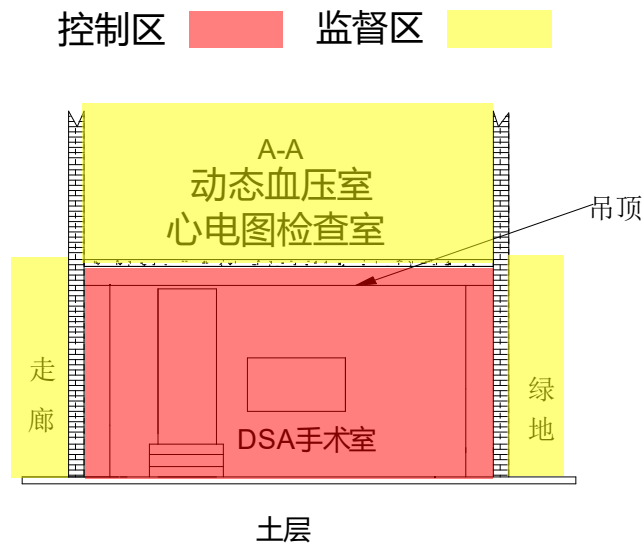 控制区 监督区
A-A
动态血压室
心电图检查室
吊顶
走廊
绿地
DSA手术室
土层